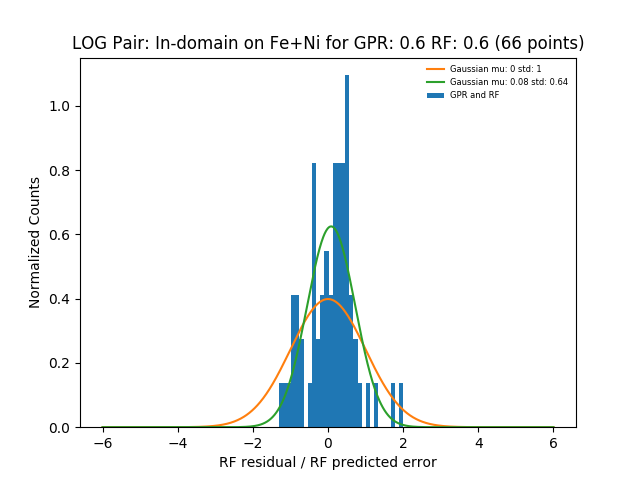 LOG Pair: In-domain on Fe+Ni for GPR: 0.6 RF: 0.6 (66 points)
Gaussian mu: 0 std: 1
Gaussian mu: 0.08 std: 0.64
GPR and RF
Normalized Counts
1.0
0.8
0.6
0.4
0.2
0.0
−6 −4 −2 0 2 4 6
RF residual / RF predicted error